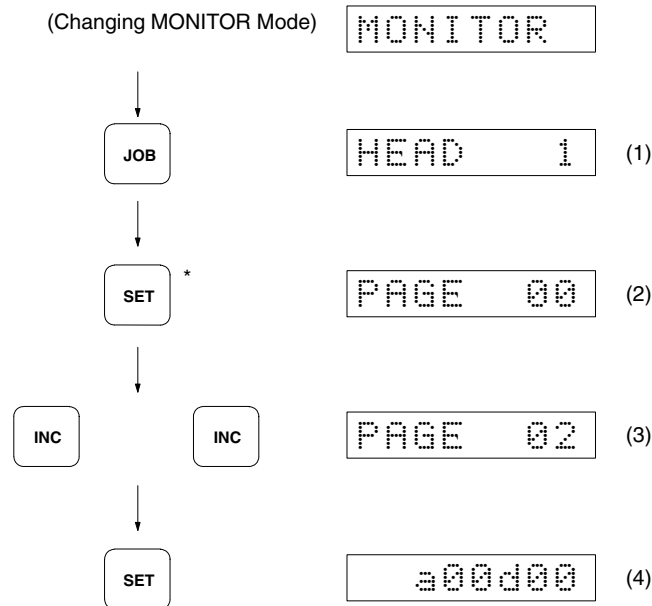 (Changing MONITOR Mode) MONITOR
JOB HEAD 1 (1)
SET * PAGE 00 (2)
INC INC PAGE 02 (3)
SET a00d00 (4)